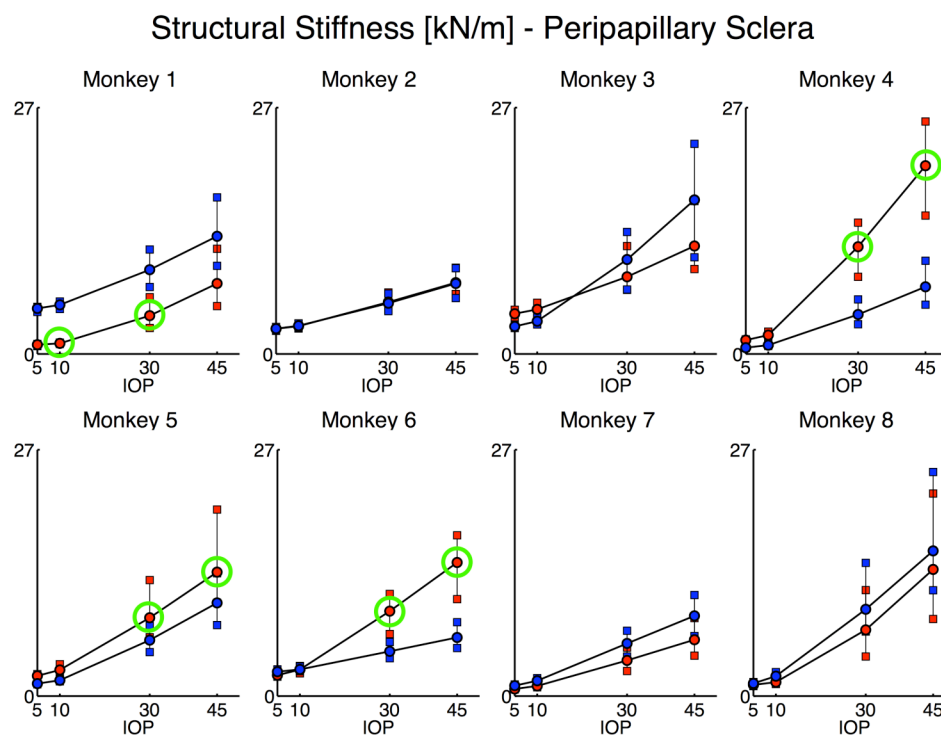 Structural Stiffness [kN/m] - Peripapillary Sclera
Monkey 1
27
0
5 10 30 45
IOP
Monkey 2
5 10 30 45
IOP
Monkey 3
27
0
5 10 30 45
IOP
Monkey 4
27
0
5 10 30 45
IOP
Monkey 5
27
0
5 10 30 45
IOP
Monkey 6
27
0
5 10 30 45
IOP
Monkey 7
27
0
5 10 30 45
IOP
Monkey 8
27
0
5 10 30 45
IOP